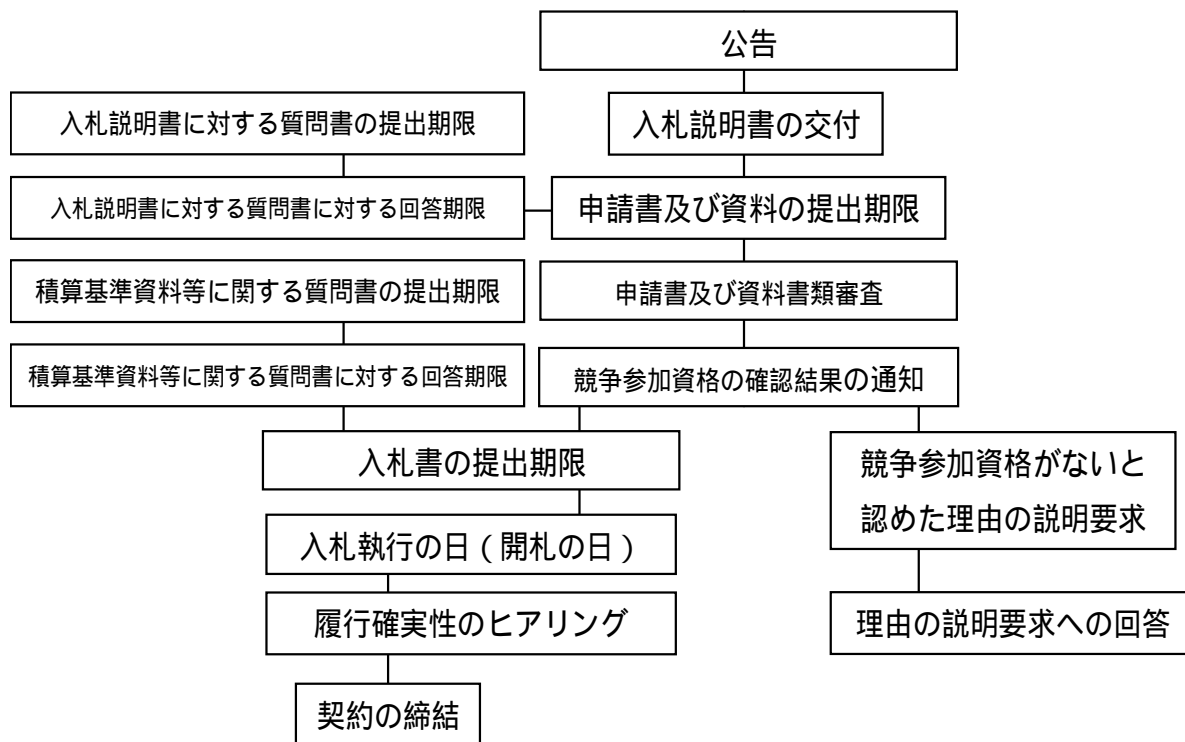 公告
入札説明書に対する質問書の提出期限
入札説明書の交付
入札説明書に対する質問書に対する回答期限
申請書及び資料の提出期限
積算基準資料等に関する質問書の提出期限
申請書及び資料書類審査
積算基準資料等に関する質問書に対する回答期限
競争参加資格の確認結果の通知
入札書の提出期限
競争参加資格がないと
認めた理由の説明要求
入札執行の日（開札の日）
履行確実性のヒアリング
理由の説明要求への回答
契約の締結